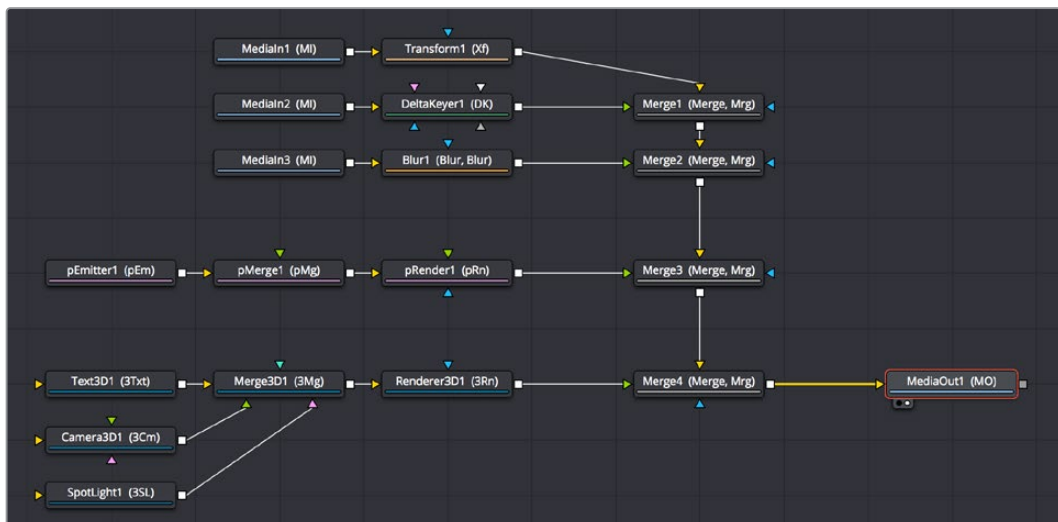 MediaIn1 (MI)
Transform1 (Xf)
MediaIn2 (MI)
DeltaKeyer1 (DK)
Merge1 (Merge, Mrg)
MediaIn3 (MI)
Blur1 (Blur, Blur)
Merge2 (Merge, Mrg)
pEmitter1 (pEm)
pMerge1 (pMg)
pRender1 (pRn)
Merge3 (Merge, Mrg)
Text3D1 (3Txt)
Merge3D1 (3Mg)
Renderer3D1 (3Rn)
Merge4 (Merge, Mrg)
MediaOut1 (MO)
Camera3D1 (3Cm)
SpotLight1 (3SL)